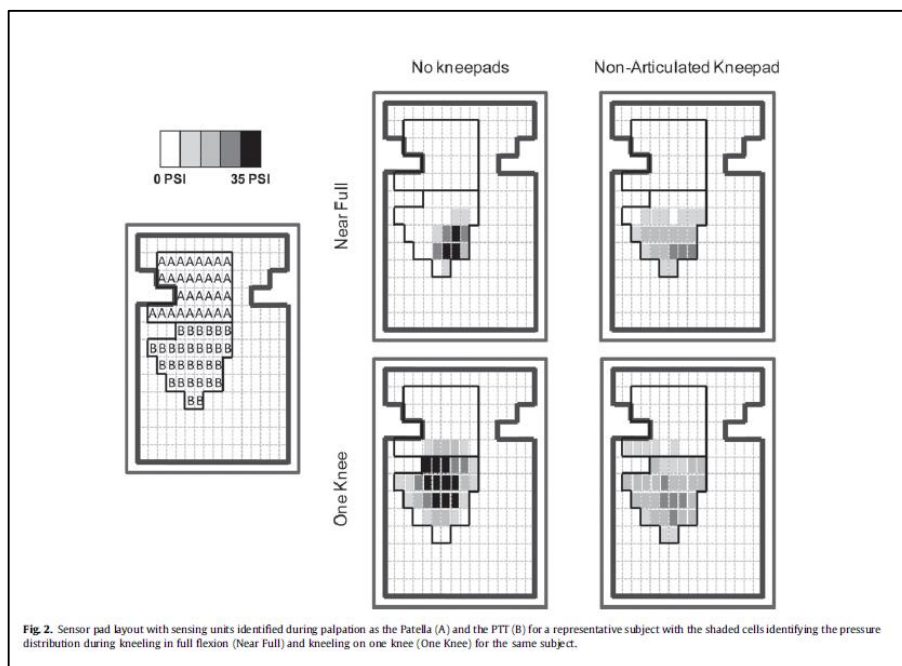 No kneepads
Non-Articulated Kneepad
0 PSI
35 PSI
Near Full
AAAAAAAA
AAAAAAAA
AAAAAA
AAAAAAAAA
BBBBBB
BBBBBBBBB
BBBBBBB
BBBBBB
BB
One Knee
Fig. 2. Sensor pad layout with sensing units identified during palpation as the Patella (A) and the PTT (B) for a representative subject with the shaded cells identifying the pressure
distribution during kneeling in full flexion (Near Full) and kneeling on one knee (One Knee) for the same subject.